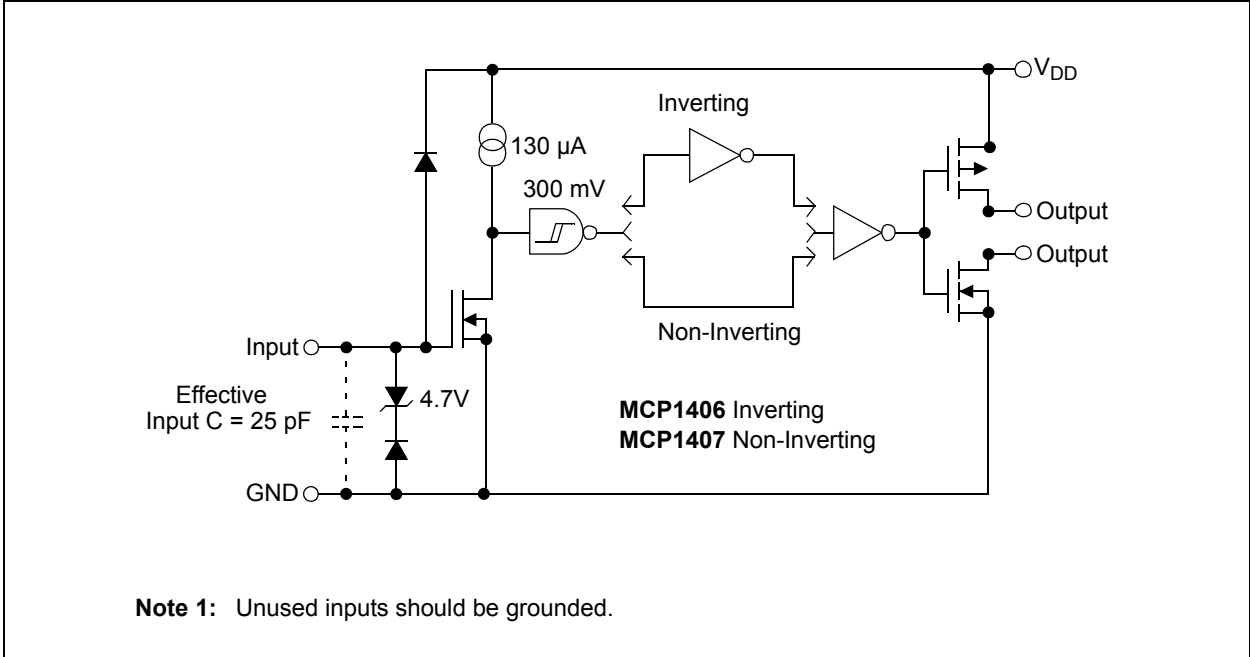 V_DD
Inverting
130 µA
300 mV
Output
Output
Non-Inverting
Input
Effective
Input C = 25 pF
4.7V
MCP1406 Inverting
MCP1407 Non-Inverting
GND
Note 1: Unused inputs should be grounded.